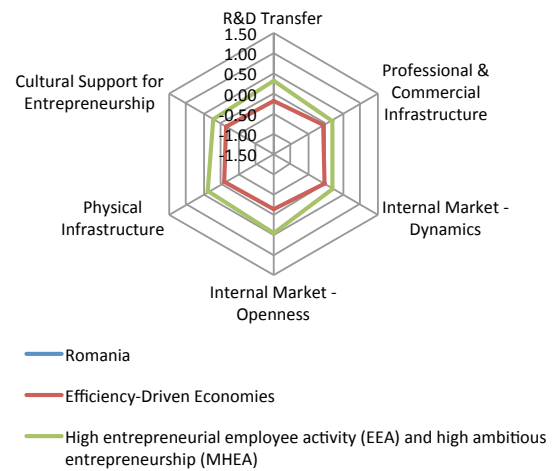 R&D Transfer
1.50
1.00
0.50
0.00
-0.50
-1.00
-1.50
Professional &
Commercial
Infrastructure
Internal Market -
Dynamics
Internal Market -
Openness
Physical
Infrastructure
Cultural Support for
Entrepreneurship
Romania
Efficiency-Driven Economies
High entrepreneurial employee activity (EEA) and high ambitious
entrepreneurship (MHEA)